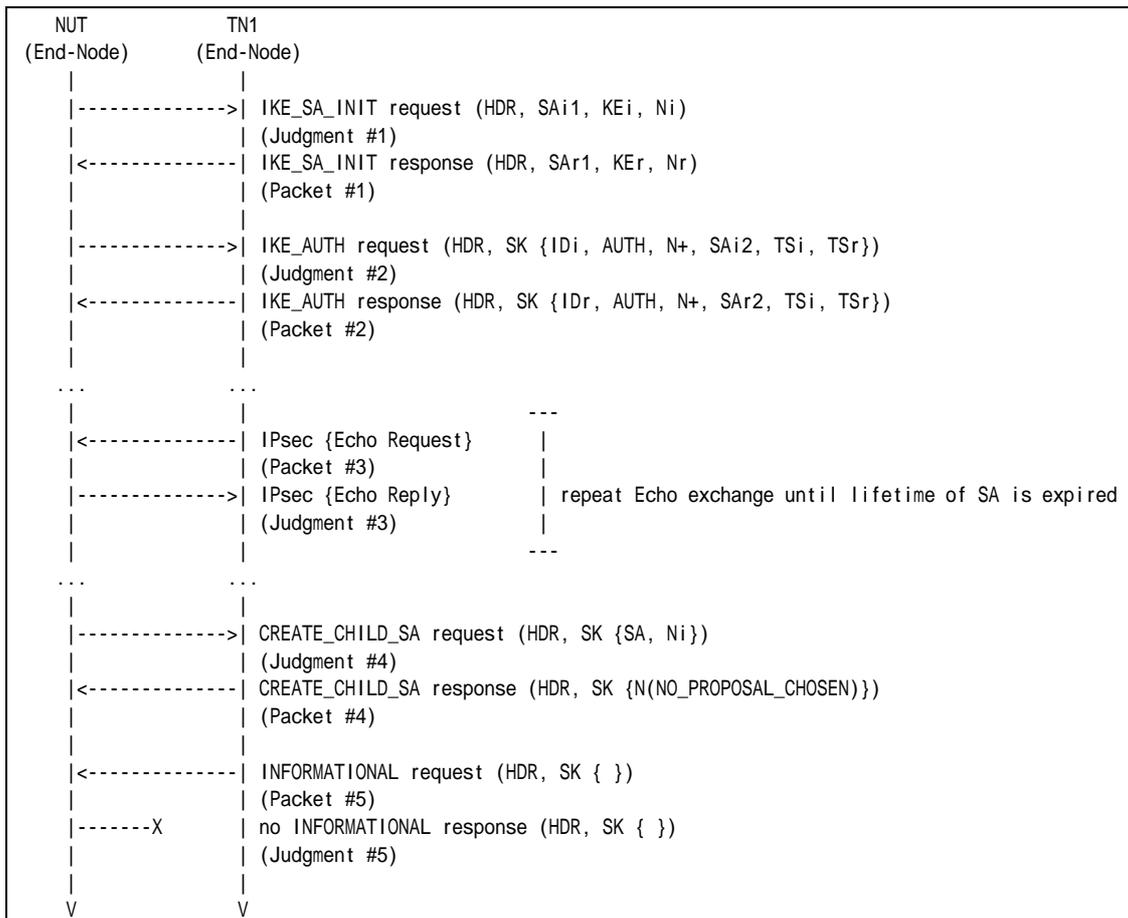 NUT              TN1
(End-Node)        (End-Node)
     |                |
     |--------------->| IKE_SA_INIT request (HDR, SAi1, KEi, Ni)
     |                | (Judgment #1)
     |<---------------| IKE_SA_INIT response (HDR, SAr1, KEr, Nr)
     |                | (Packet #1)
     |                |
     |--------------->| IKE_AUTH request (HDR, SK {IDi, AUTH, N+, SAi2, TSi, TSr})
     |                | (Judgment #2)
     |<---------------| IKE_AUTH response (HDR, SK {IDr, AUTH, N+, SAr2, TSi, TSr})
     |                | (Packet #2)
     |                |
    ...              ...
     |                |                          ---
     |<---------------| IPsec {Echo Request}       |
     |                | (Packet #3)                |
     |--------------->| IPsec {Echo Reply}         | repeat Echo exchange until lifetime of SA is expired
     |                | (Judgment #3)              |
     |                |                          ---
    ...              ...
     |                |
     |--------------->| CREATE_CHILD_SA request (HDR, SK {SA, Ni})
     |                | (Judgment #4)
     |<---------------| CREATE_CHILD_SA response (HDR, SK {N(NO_PROPOSAL_CHOSEN)})
     |                | (Packet #4)
     |                |
     |<---------------| INFORMATIONAL request (HDR, SK { })
     |                | (Packet #5)
     |-------X        | no INFORMATIONAL response (HDR, SK { })
     |                | (Judgment #5)
     |                |
     V                V